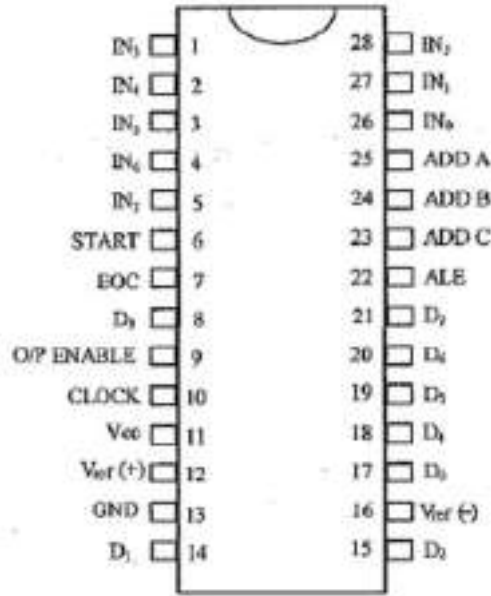 IN₃ 1 28 IN₂
IN₄ 2 27 IN₁
IN₅ 3 26 IN₀
IN₆ 4 25 ADD A
IN₇ 5 24 ADD B
START 6 23 ADD C
EOC 7 22 ALE
D₃ 8 21 D₇
O/P ENABLE 9 20 D₆
CLOCK 10 19 D₅
Vcc 11 18 D₄
Vref (+) 12 17 D₀
GND 13 16 Vref (-)
D₁ 14 15 D₂